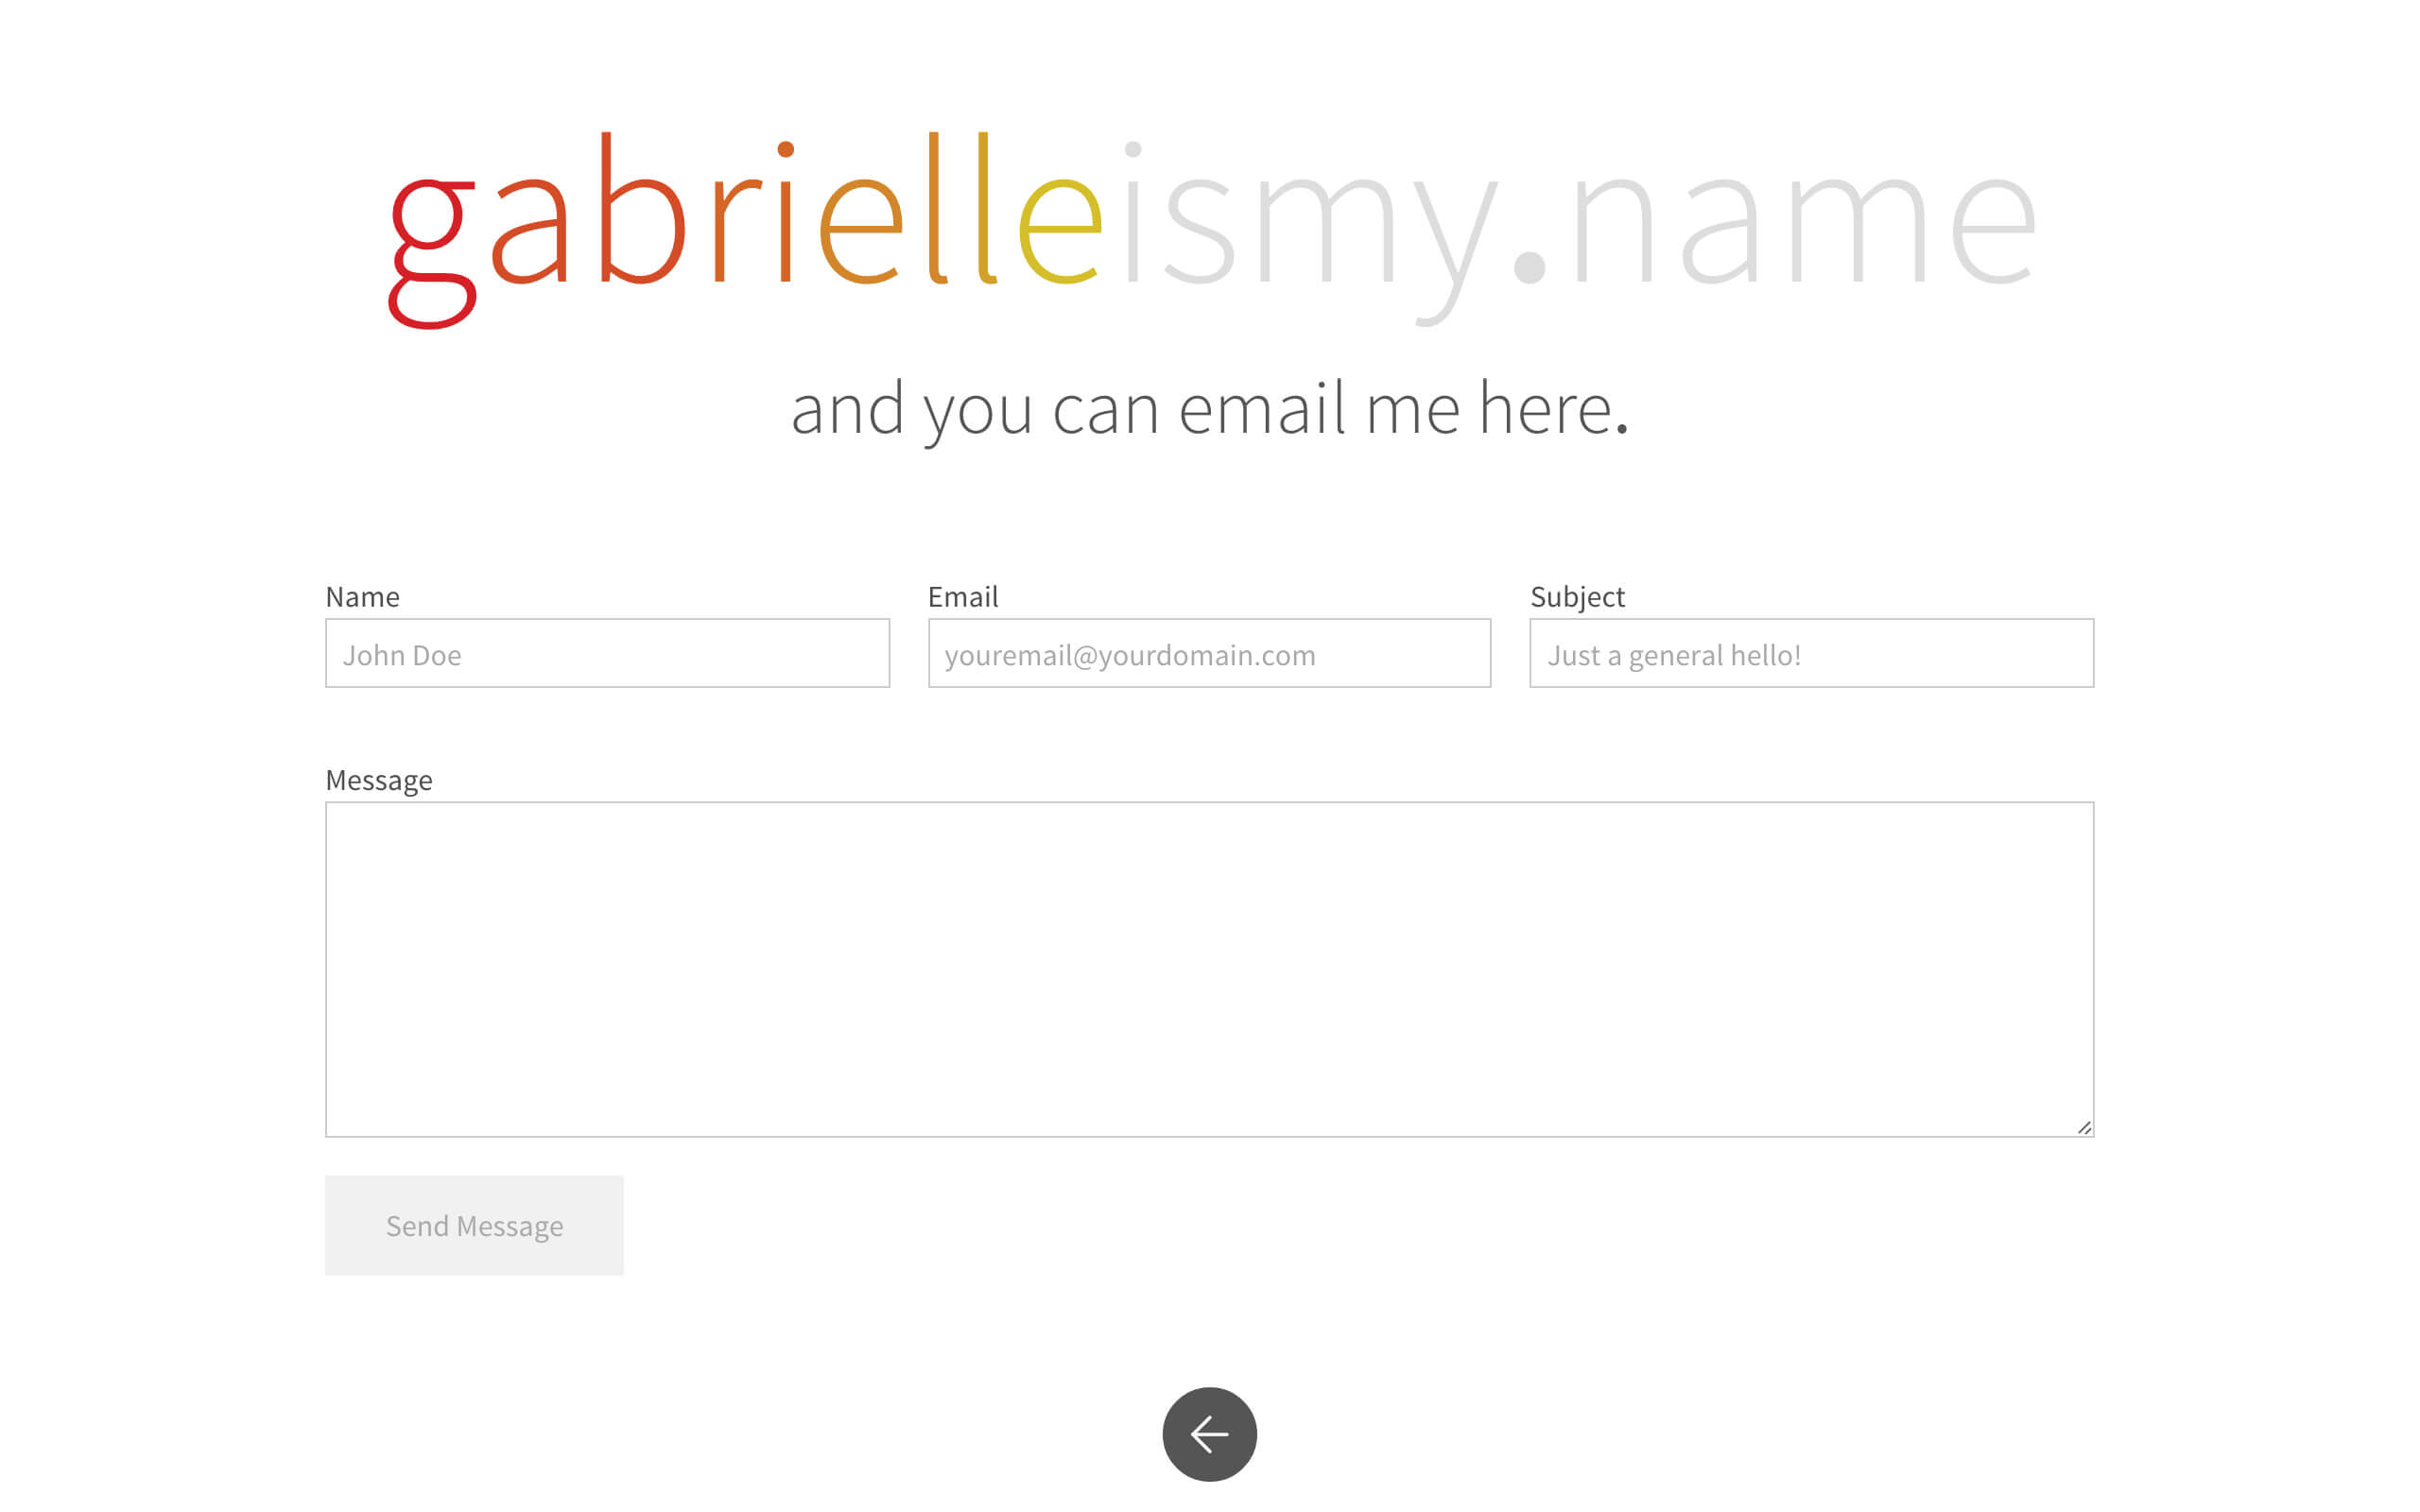 gabrielleismy.name
and you can email me here.
Name
John Doe
Email
youremail@yourdomain.com
Subject
Just a general hello!
Message
Send Message